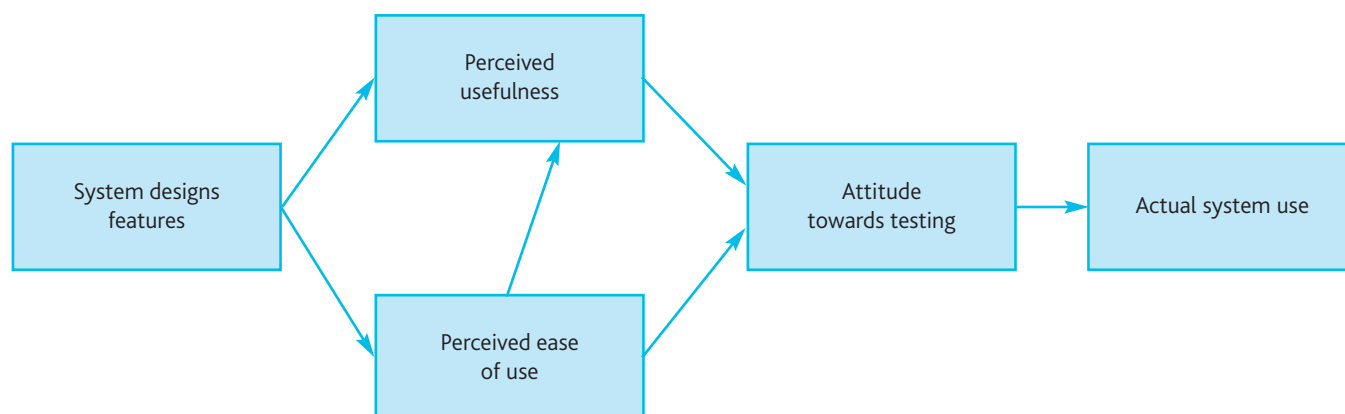 Perceived
usefulness
System designs
features
Attitude
towards testing
Actual system use
Perceived ease
of use